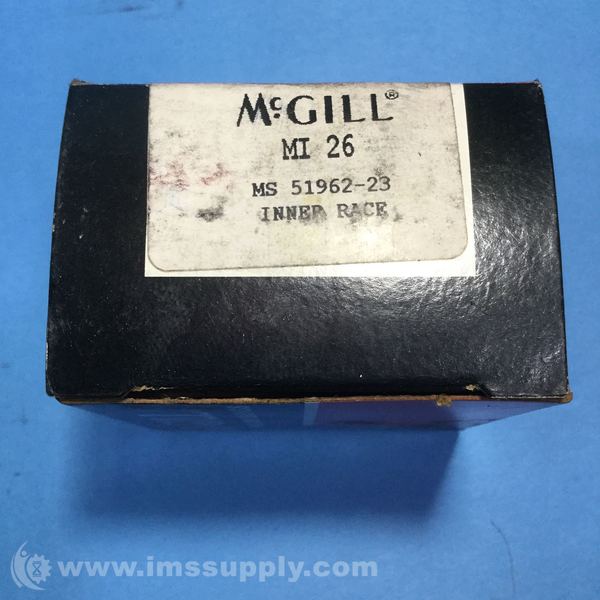 McGILL®
MI 26
MS 51962-23
INNER RACE
www.imssupply.com